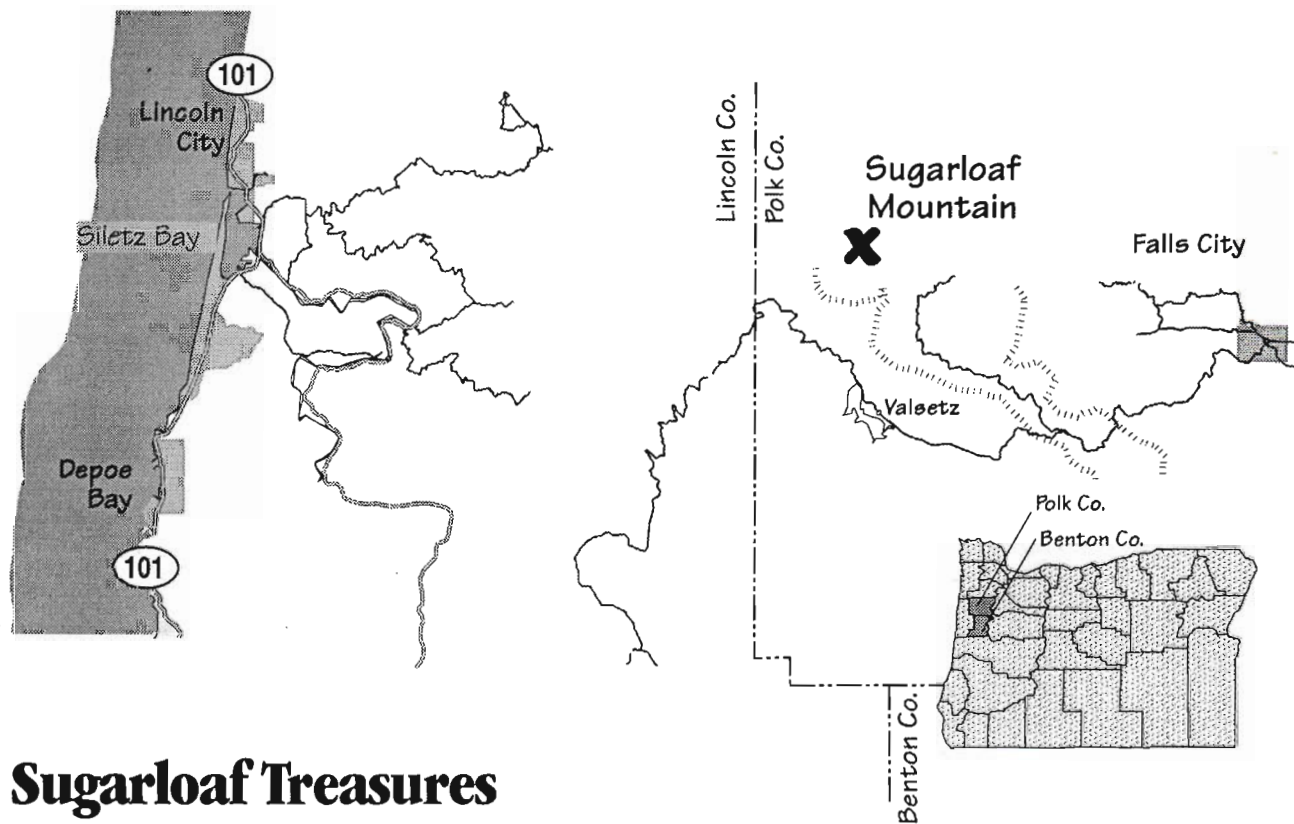 101
Lincoln
City
Siletz Bay
Depoe
Bay
101
Lincoln Co.
Polk Co.
Sugarloaf
Mountain
X
Falls City
Valsetz
Polk Co.
Benton Co.
Benton Co.
Sugarloaf Treasures